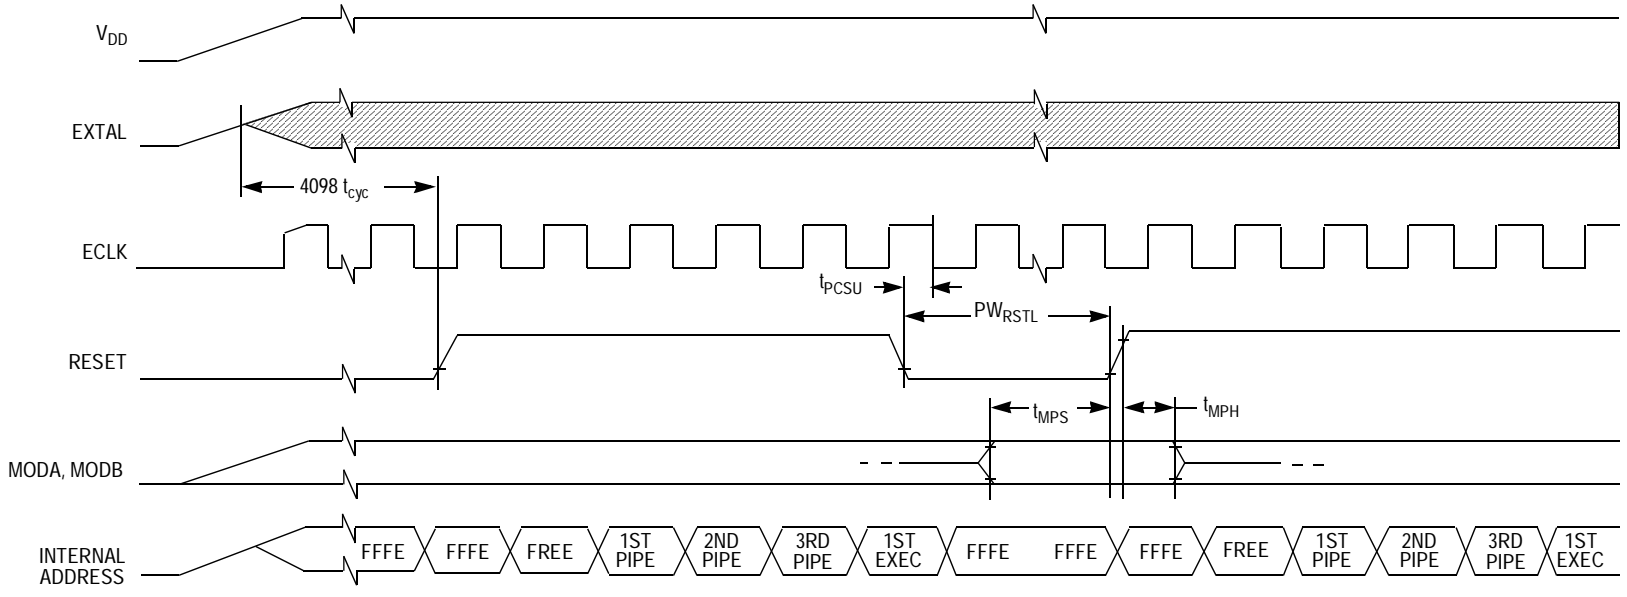 VDD
EXTAL
4098 tcyc
ECLK
tPCSU
PWRSTL
RESET
tMPS
tMPH
MODA, MODB
INTERNAL
ADDRESS
FFFE
FFFE
FREE
1ST
PIPE
2ND
PIPE
3RD
PIPE
1ST
EXEC
FFFE
FFFE
FFFE
FREE
1ST
PIPE
2ND
PIPE
3RD
PIPE
1ST
EXEC